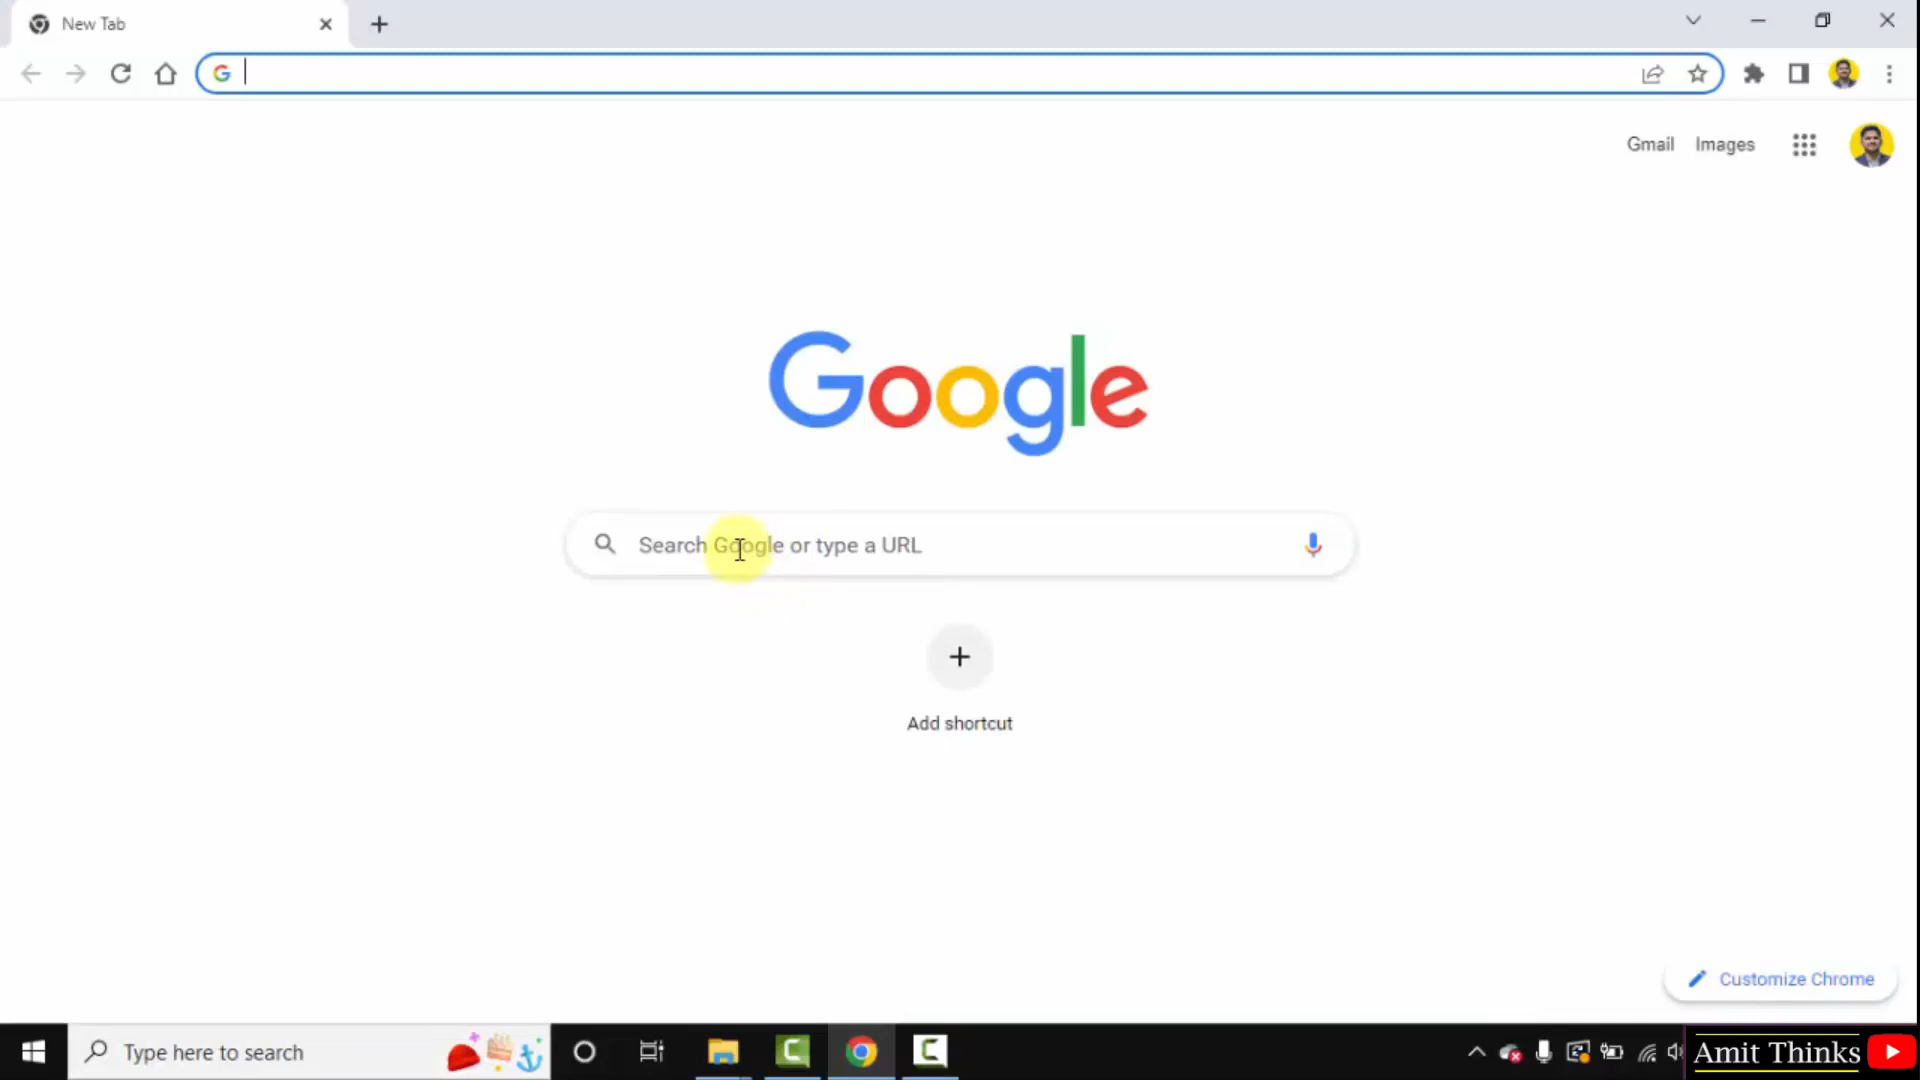 New Tab
Gmail Images
Google
Search Google or type a URL
Add shortcut
Customize Chrome
Type here to search
Amit Thinks